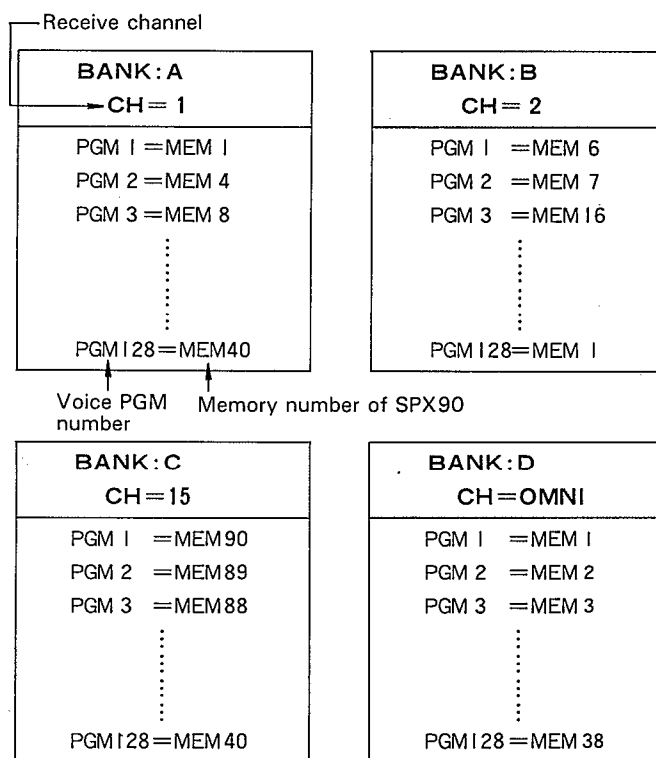 Receive channel
BANK:A
CH=1
PGM 1=MEM 1
PGM 2=MEM 4
PGM 3=MEM 8
PGM128=MEM40
Voice PGM number
Memory number of SPX90
BANK:B
CH=2
PGM 1=MEM 6
PGM 2=MEM 7
PGM 3=MEM16
PGM128=MEM 1
BANK:C
CH=15
PGM 1=MEM90
PGM 2=MEM89
PGM 3=MEM88
PGM128=MEM40
BANK:D
CH=OMNI
PGM 1=MEM 1
PGM 2=MEM 2
PGM 3=MEM 3
PGM128=MEM 38